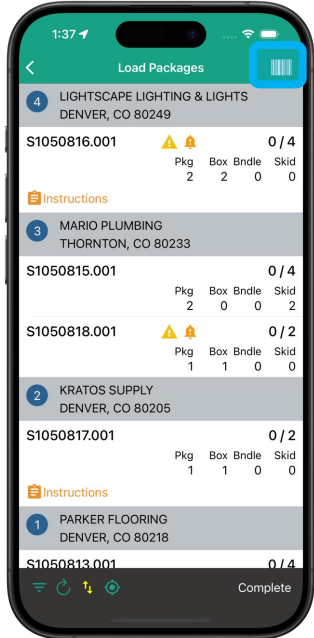 1:37
Load Packages
4 LIGHTSCAPE LIGHTING & LIGHTS
DENVER, CO 80249
S1050816.001 0 / 4
Pkg Box Bndle Skid
2 2 0 0
Instructions
3 MARIO PLUMBING
THORNTON, CO 80233
S1050815.001 0 / 4
Pkg Box Bndle Skid
2 0 0 2
S1050818.001 0 / 2
Pkg Box Bndle Skid
1 1 0 0
2 KRATOS SUPPLY
DENVER, CO 80205
S1050817.001 0 / 2
Pkg Box Bndle Skid
1 1 0 0
Instructions
1 PARKER FLOORING
DENVER, CO 80218
S1050813.001 0 / 4
Complete